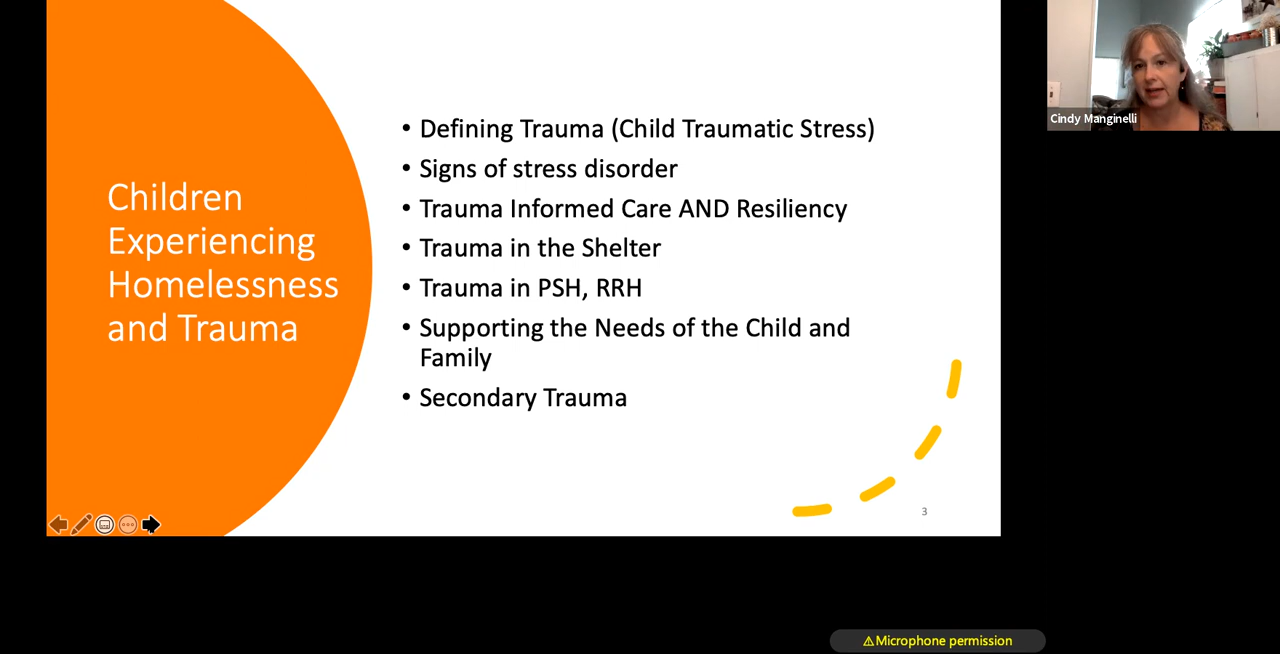 Children
Experiencing
Homelessness
and Trauma
• Defining Trauma (Child Traumatic Stress)
• Signs of stress disorder
• Trauma Informed Care AND Resiliency
• Trauma in the Shelter
• Trauma in PSH, RRH
• Supporting the Needs of the Child and
Family
• Secondary Trauma
3
Cindy Manginelli
⚠Microphone permission